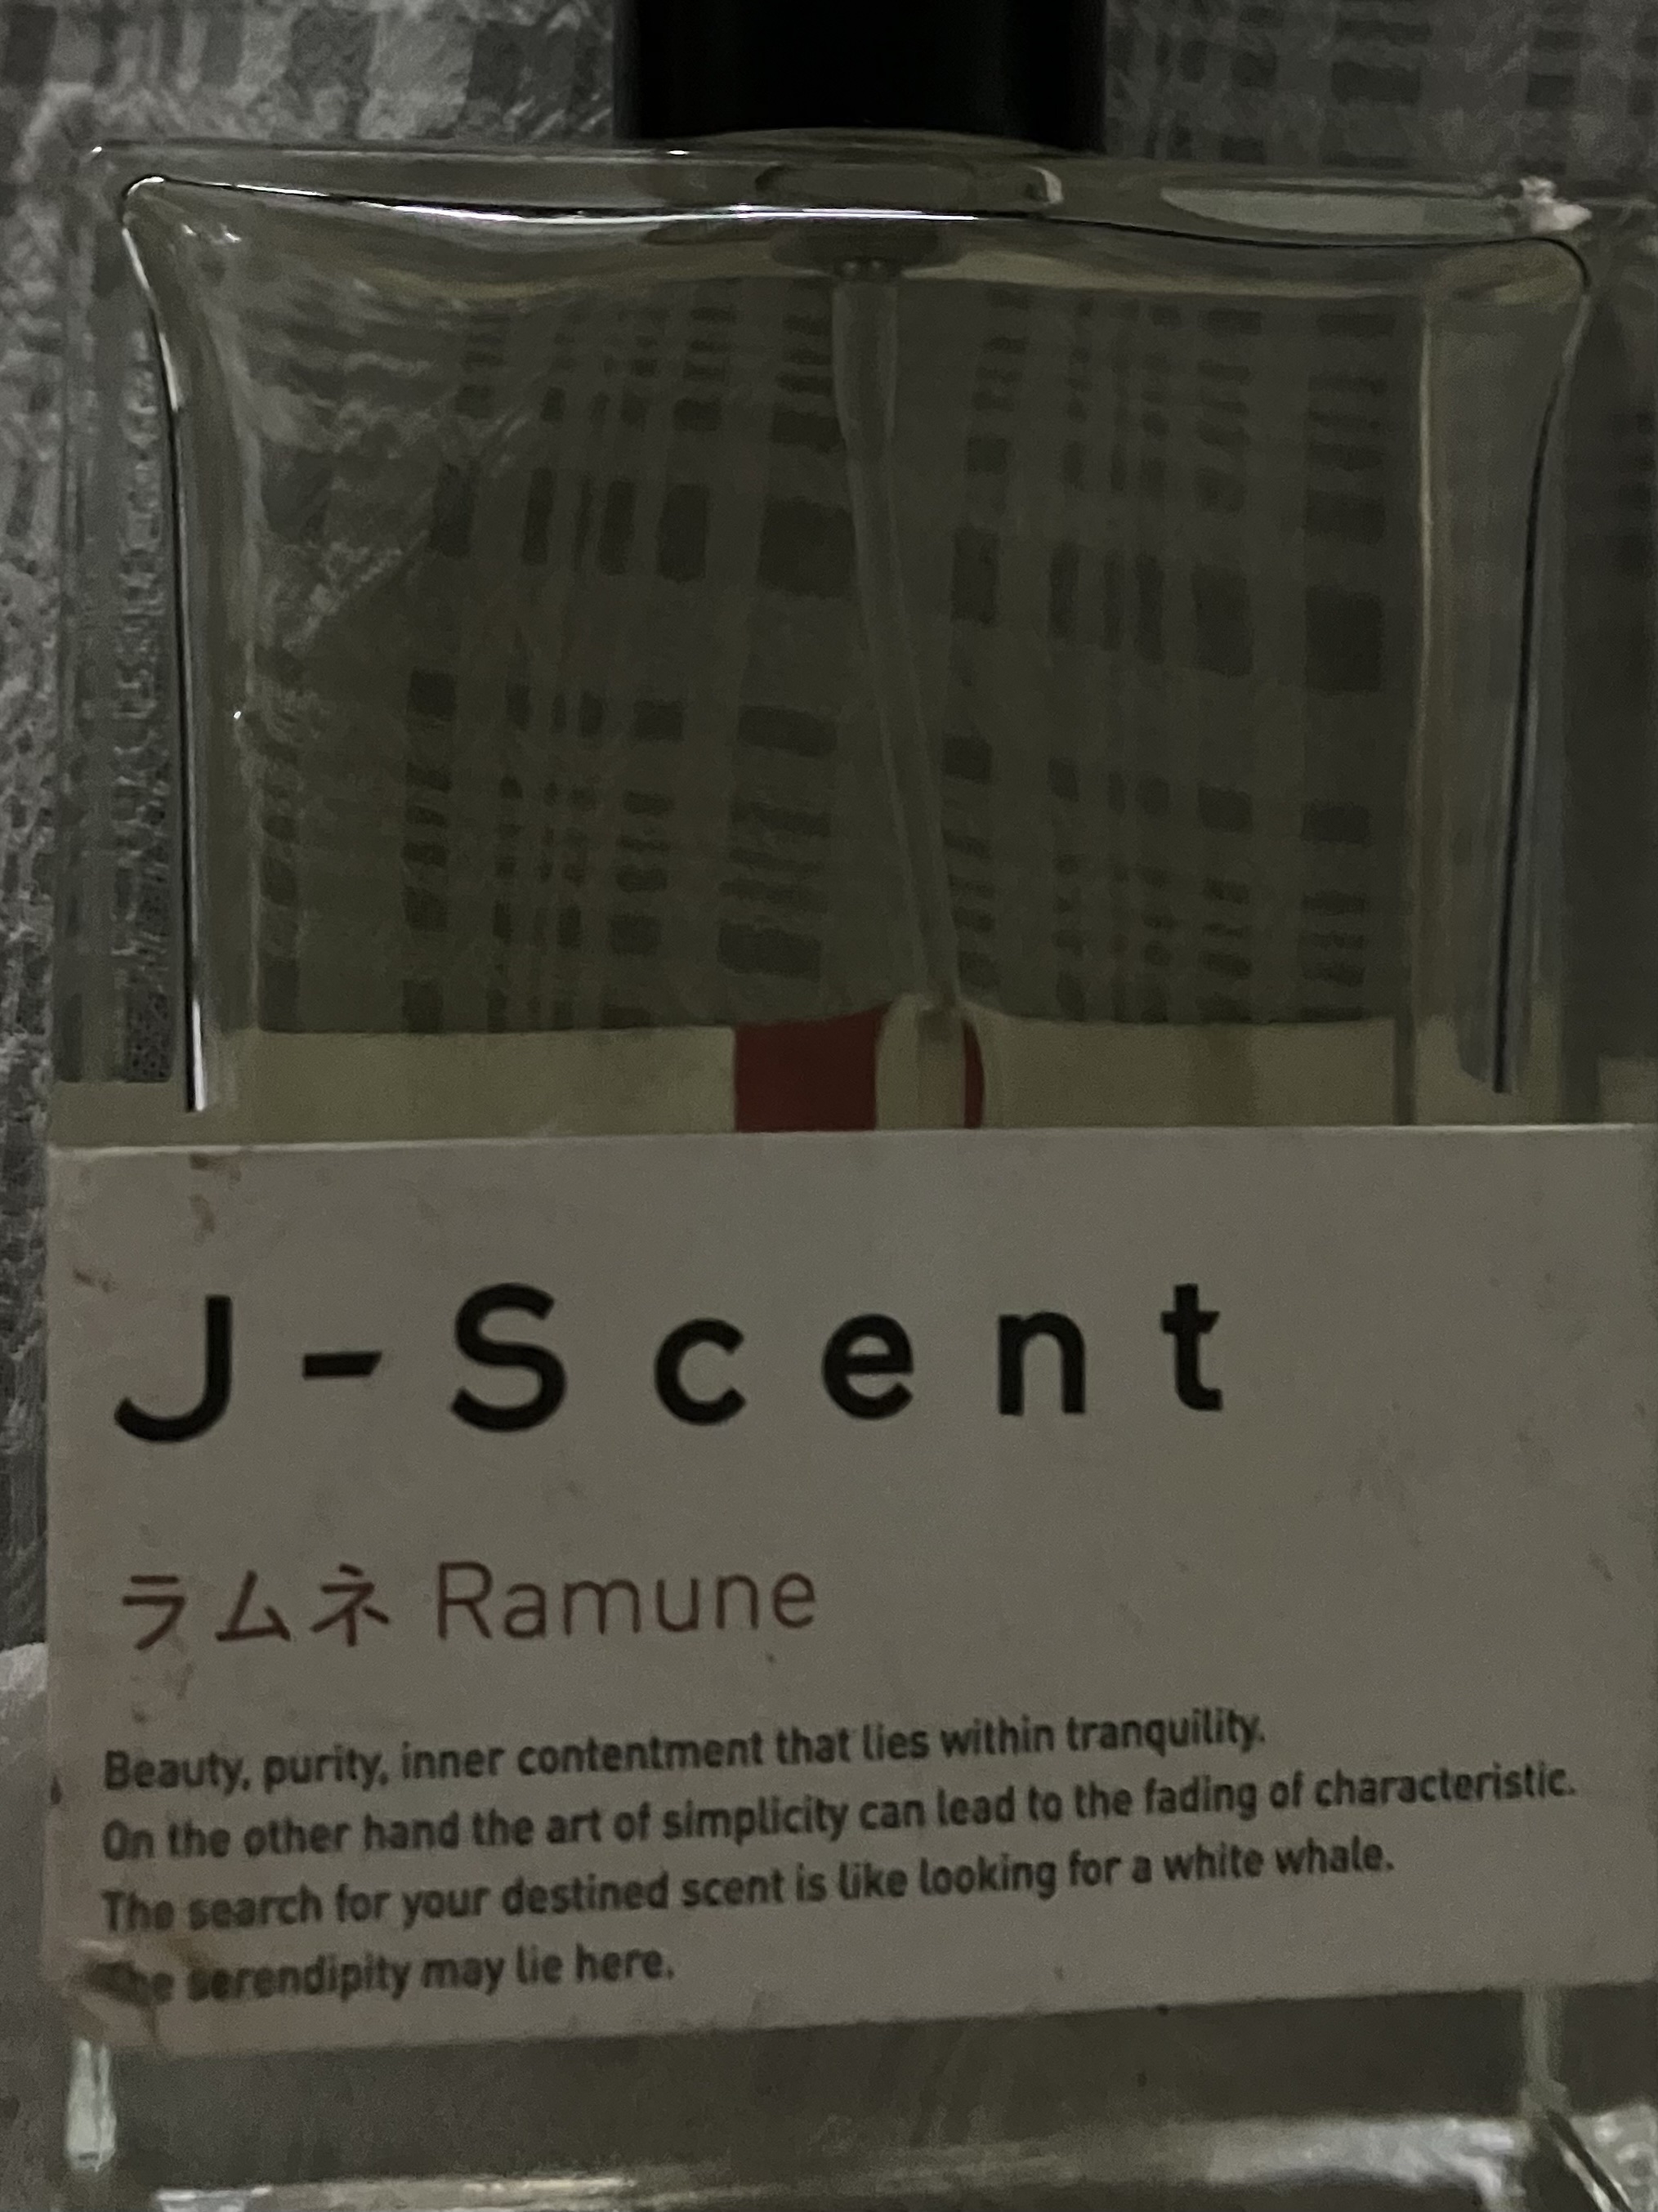 J-Scent
ラムネ Ramune
Beauty, purity, inner contentment that lies within tranquility.
On the other hand the art of simplicity can lead to the fading of characteristic.
The search for your destined scent is like looking for a white whale.
The serendipity may lie here.